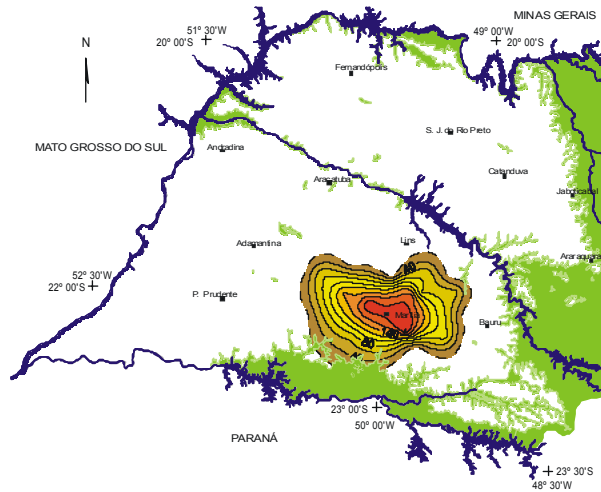 MINAS GERAIS
51° 30'W
20° 00'S
49° 00'W
20° 00'S
N
Fernandópolis
S. J. do Rio Preto
MATO GROSSO DO SUL
Andradina
Catanduva
Araçatuba
Jaboticabal
Adamantina
Lins
Araraquara
52° 30'W
22° 00'S
P. Prudente
Bauru
23° 00'S
50° 00'W
PARANÁ
23° 30'S
48° 30'W